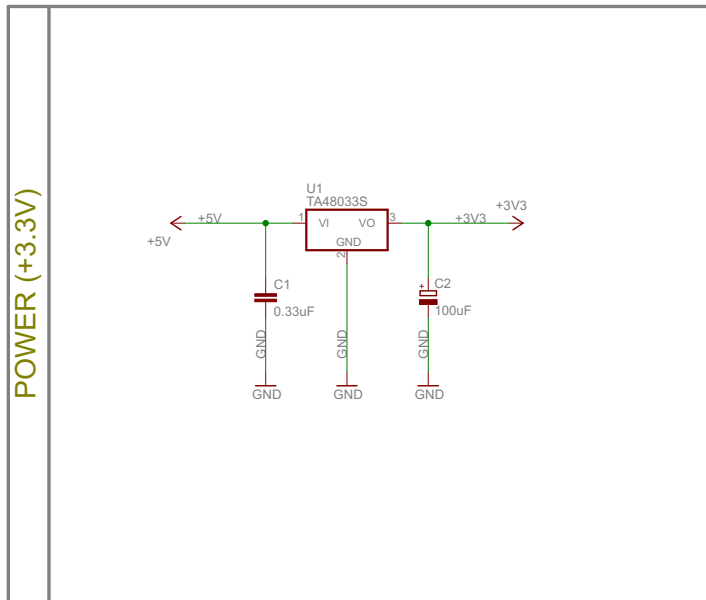 POWER (+3.3V)
U1
TA48033S
+5V
+5V
1
VI
VO
3
GND
2
+3V3
+3V3
C1
0.33uF
GND
GND
GND
GND
+
C2
100uF
GND
GND